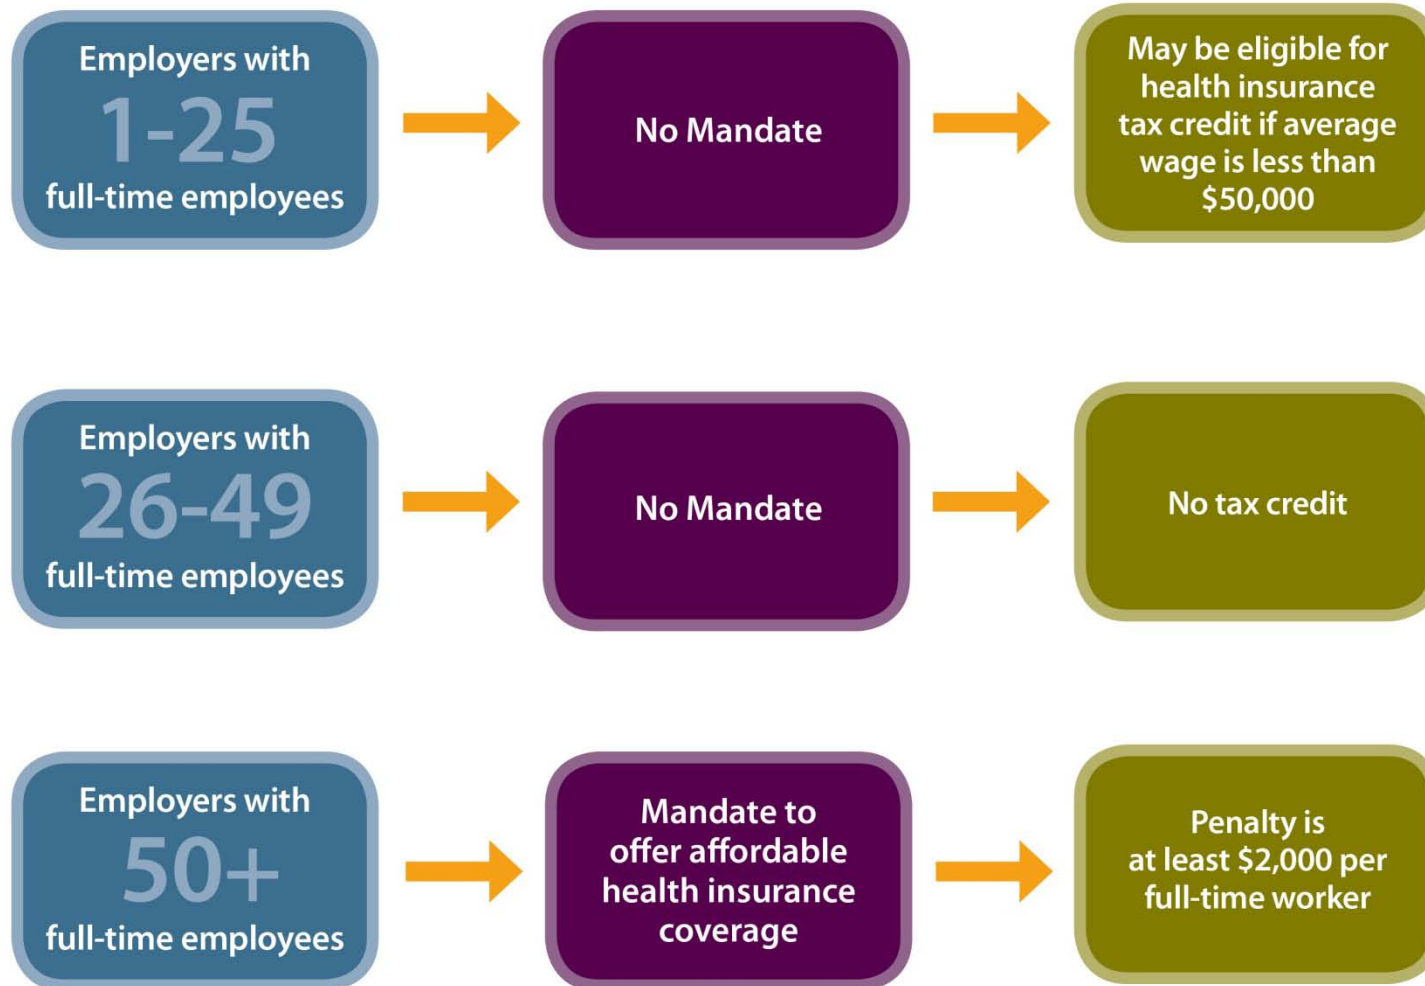 Employers with
1-25
full-time employees
No Mandate
May be eligible for
health insurance
tax credit if average
wage is less than
$50,000
Employers with
26-49
full-time employees
No Mandate
No tax credit
Employers with
50+
full-time employees
Mandate to
offer affordable
health insurance
coverage
Penalty is
at least $2,000 per
full-time worker